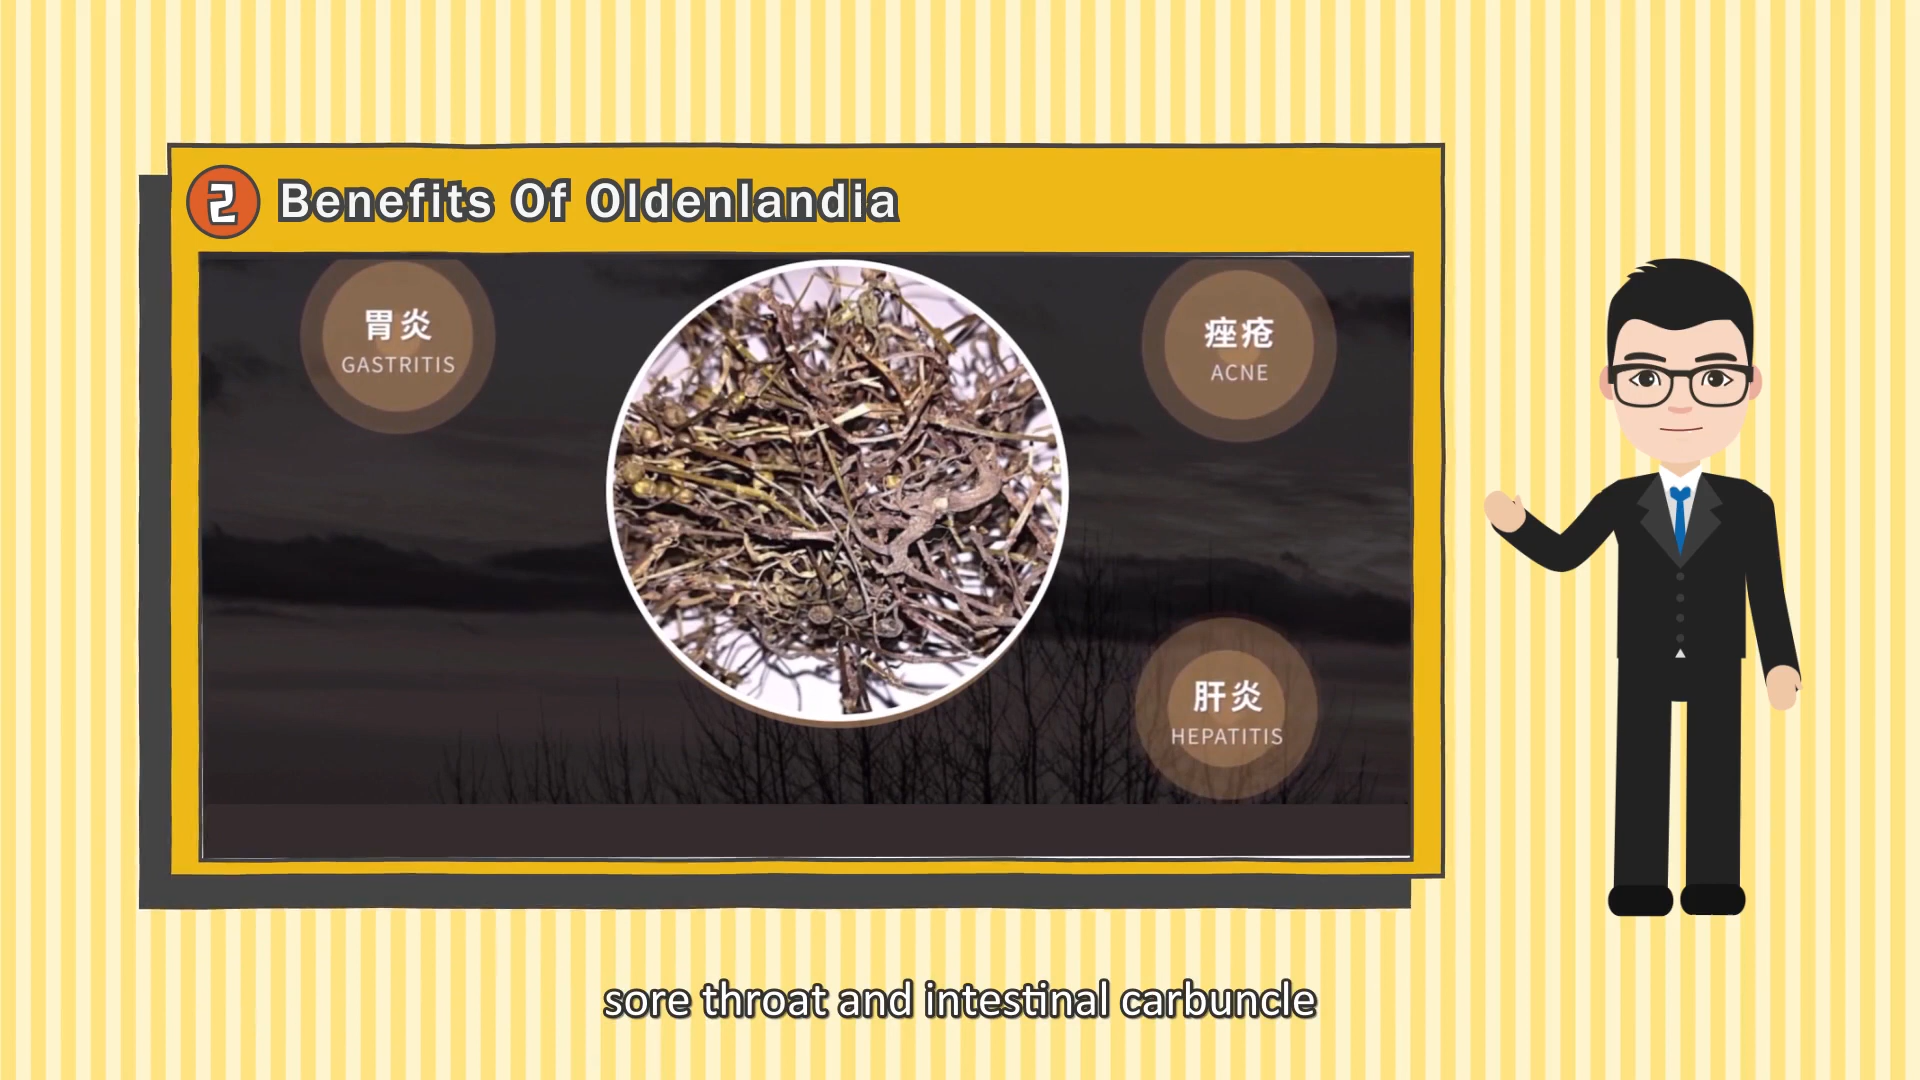 2 Benefits Of Oldenlandia
胃炎
GASTRITIS
痤疮
ACNE
肝炎
HEPATITIS
sore throat and intestinal carbuncle